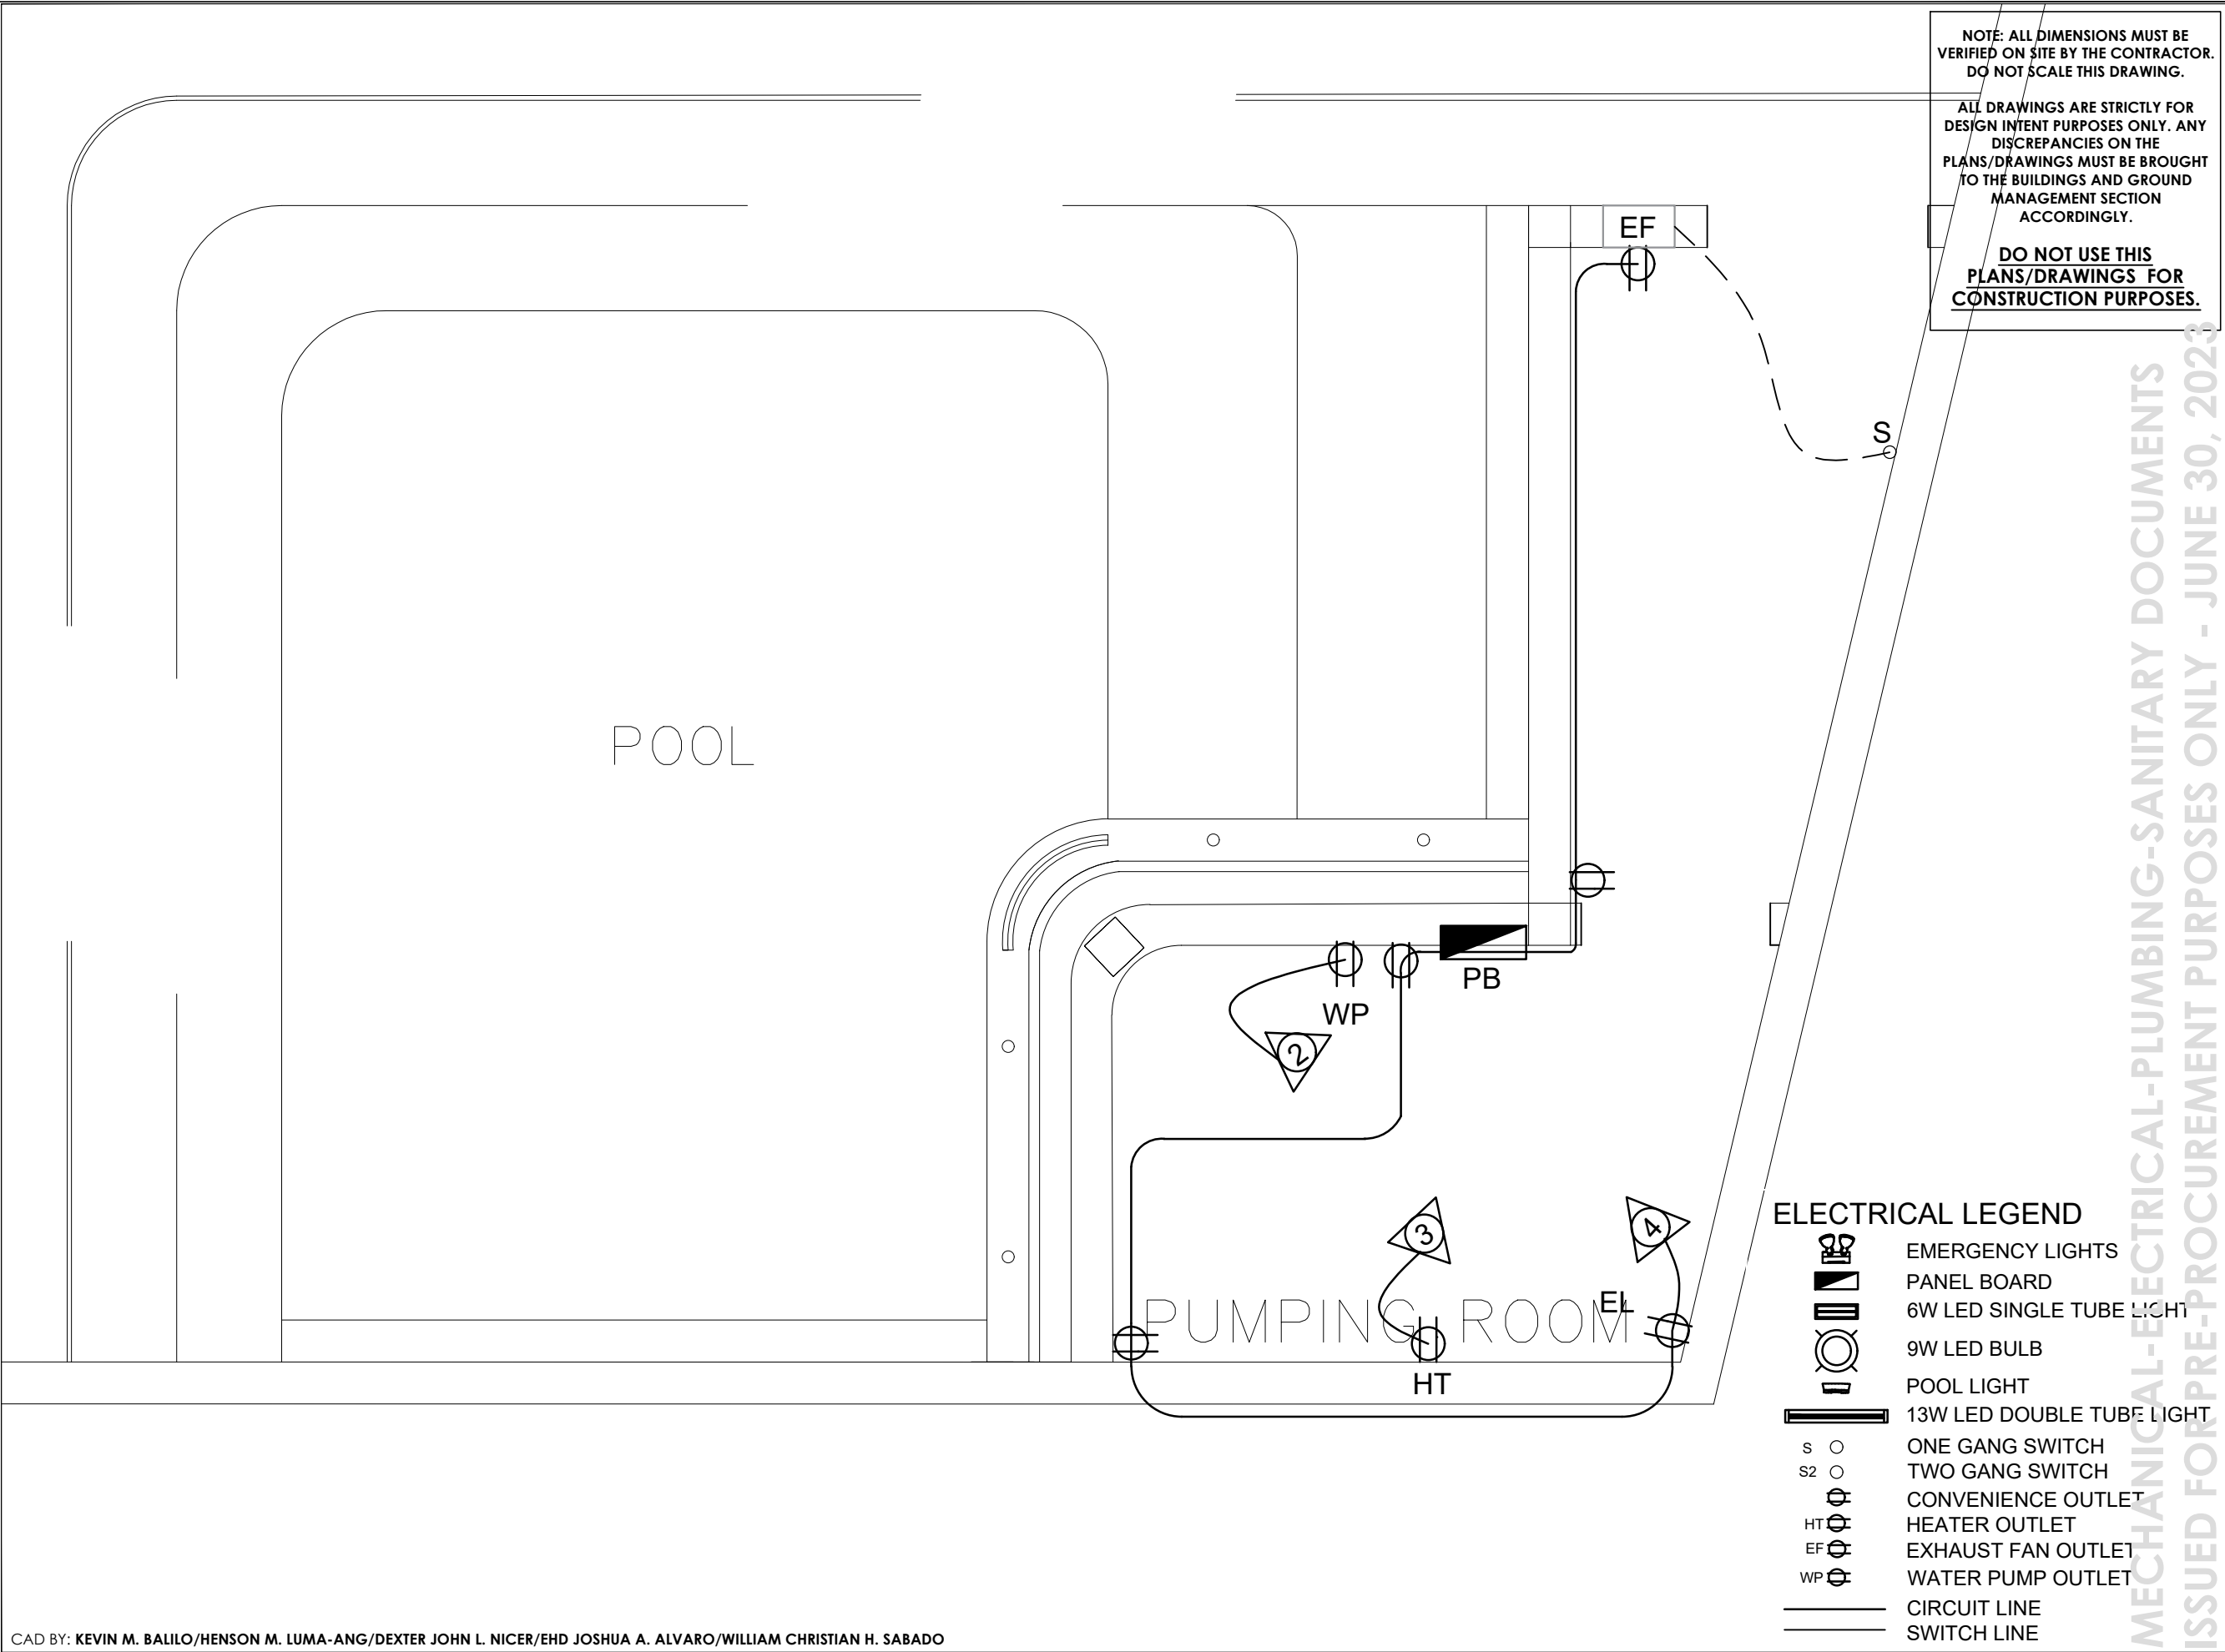 NOTE: ALL DIMENSIONS MUST BE
VERIFIED ON SITE BY THE CONTRACTOR.
DO NOT SCALE THIS DRAWING.
ALL DRAWINGS ARE STRICTLY FOR
DESIGN INTENT PURPOSES ONLY. ANY
DISCREPANCIES ON THE
PLANS/DRAWINGS MUST BE BROUGHT
TO THE BUILDINGS AND GROUND
MANAGEMENT SECTION
ACCORDINGLY.
DO NOT USE THIS
PLANS/DRAWINGS FOR
CONSTRUCTION PURPOSES.
EF
S
POOL
PB
WP
2
3
4
EL
PUMPING ROOM
HT
ELECTRICAL LEGEND
EMERGENCY LIGHTS
PANEL BOARD
6W LED SINGLE TUBE LIGHT
9W LED BULB
POOL LIGHT
13W LED DOUBLE TUBE LIGHT
S ONE GANG SWITCH
S2 TWO GANG SWITCH
CONVENIENCE OUTLET
HT HEATER OUTLET
EF EXHAUST FAN OUTLET
WP WATER PUMP OUTLET
CIRCUIT LINE
SWITCH LINE
MECHANICAL-ELECTRICAL-PLUMBING-SANITARY DOCUMENTS
ISSUED FOR PRE-PROCUREMENT PURPOSES ONLY - JUNE 30, 2023
CAD BY: KEVIN M. BALILO/HENSON M. LUMA-ANG/DEXTER JOHN L. NICER/EHD JOSHUA A. ALVARO/WILLIAM CHRISTIAN H. SABADO